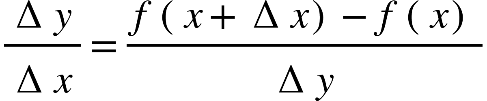 Δy/Δx = f(x + Δx) − f(x)/Δy